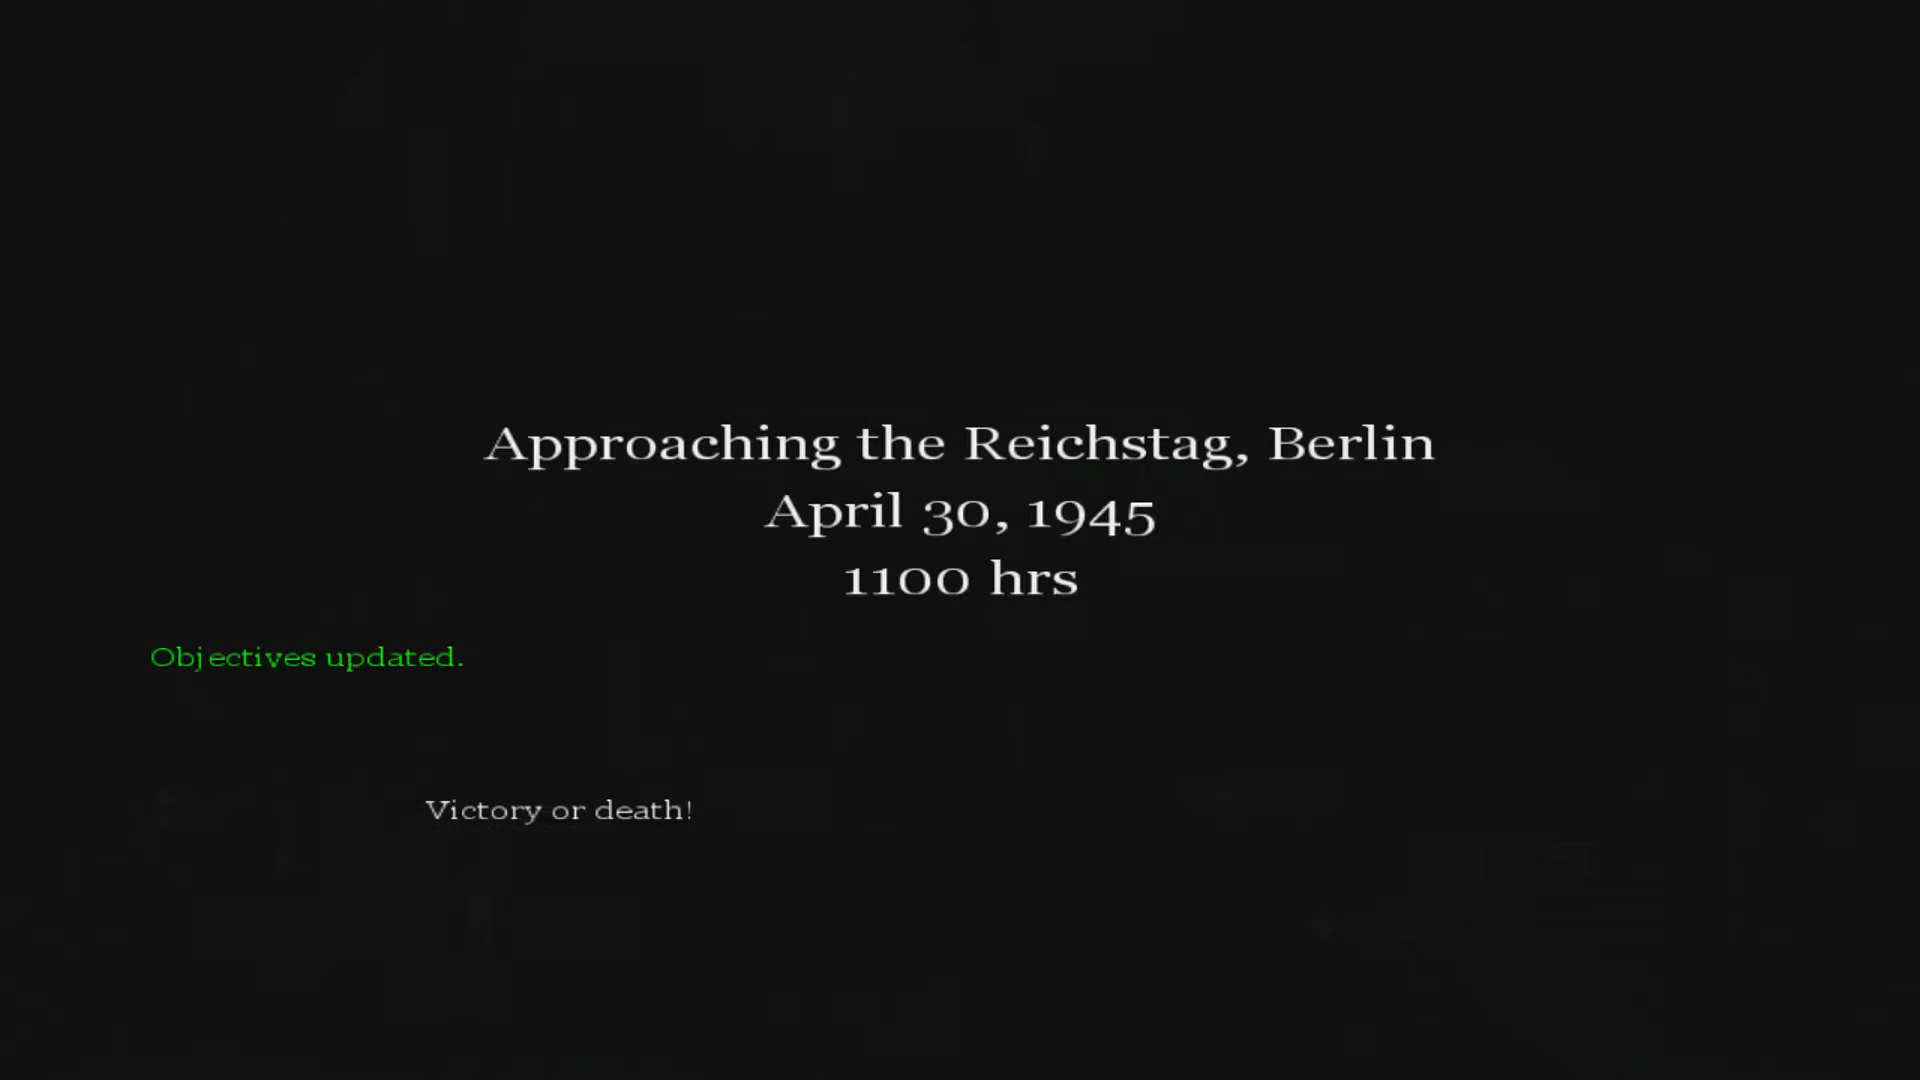 Approaching the Reichstag, Berlin
April 30, 1945
1100 hrs
Objectives updated.
Victory or death!